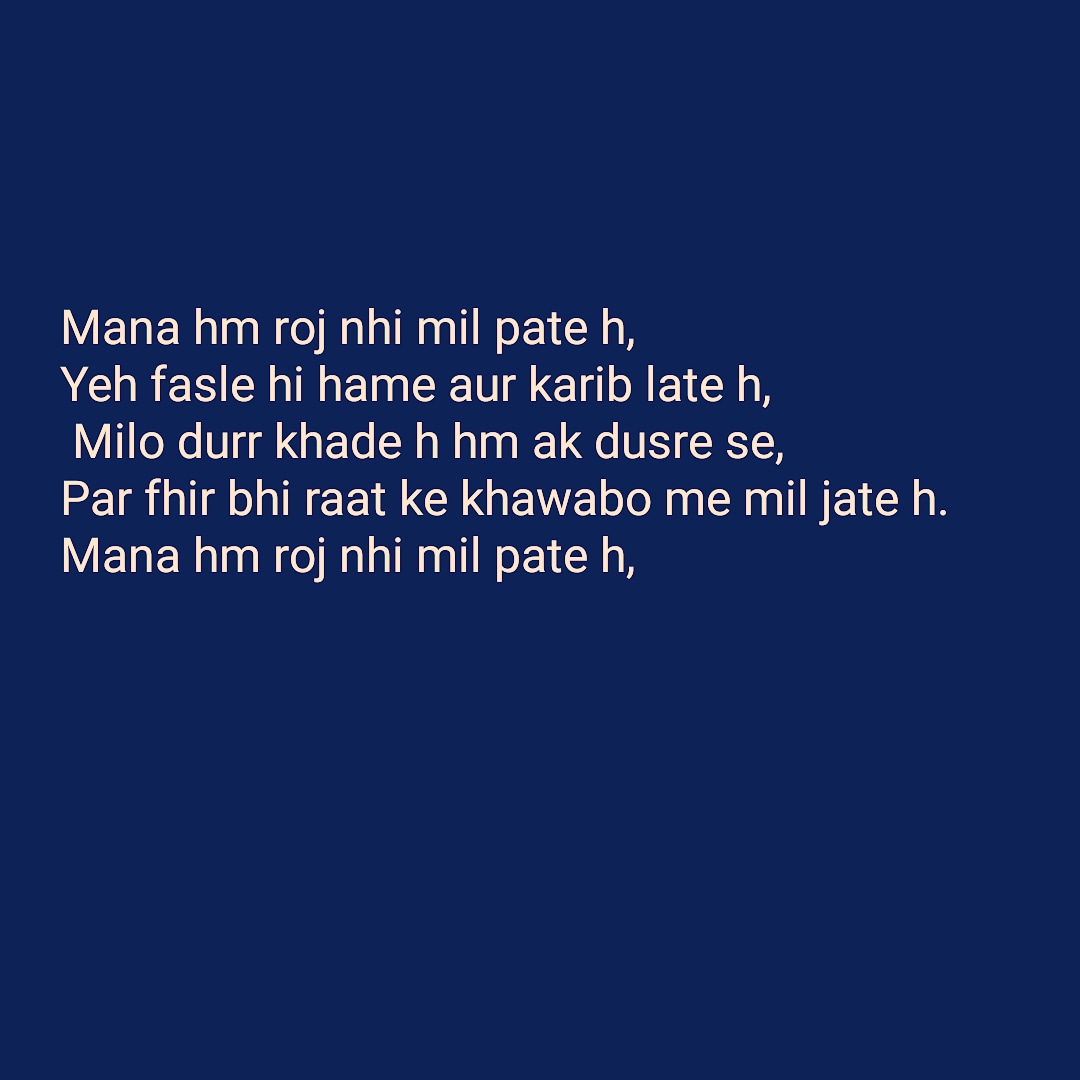 Mana hm roj nhi mil pate h,
Yeh fasle hi hame aur karib late h,
Milo durr khade h hm ak dusre se,
Par fhir bhi raat ke khawabo me mil jate h.
Mana hm roj nhi mil pate h,